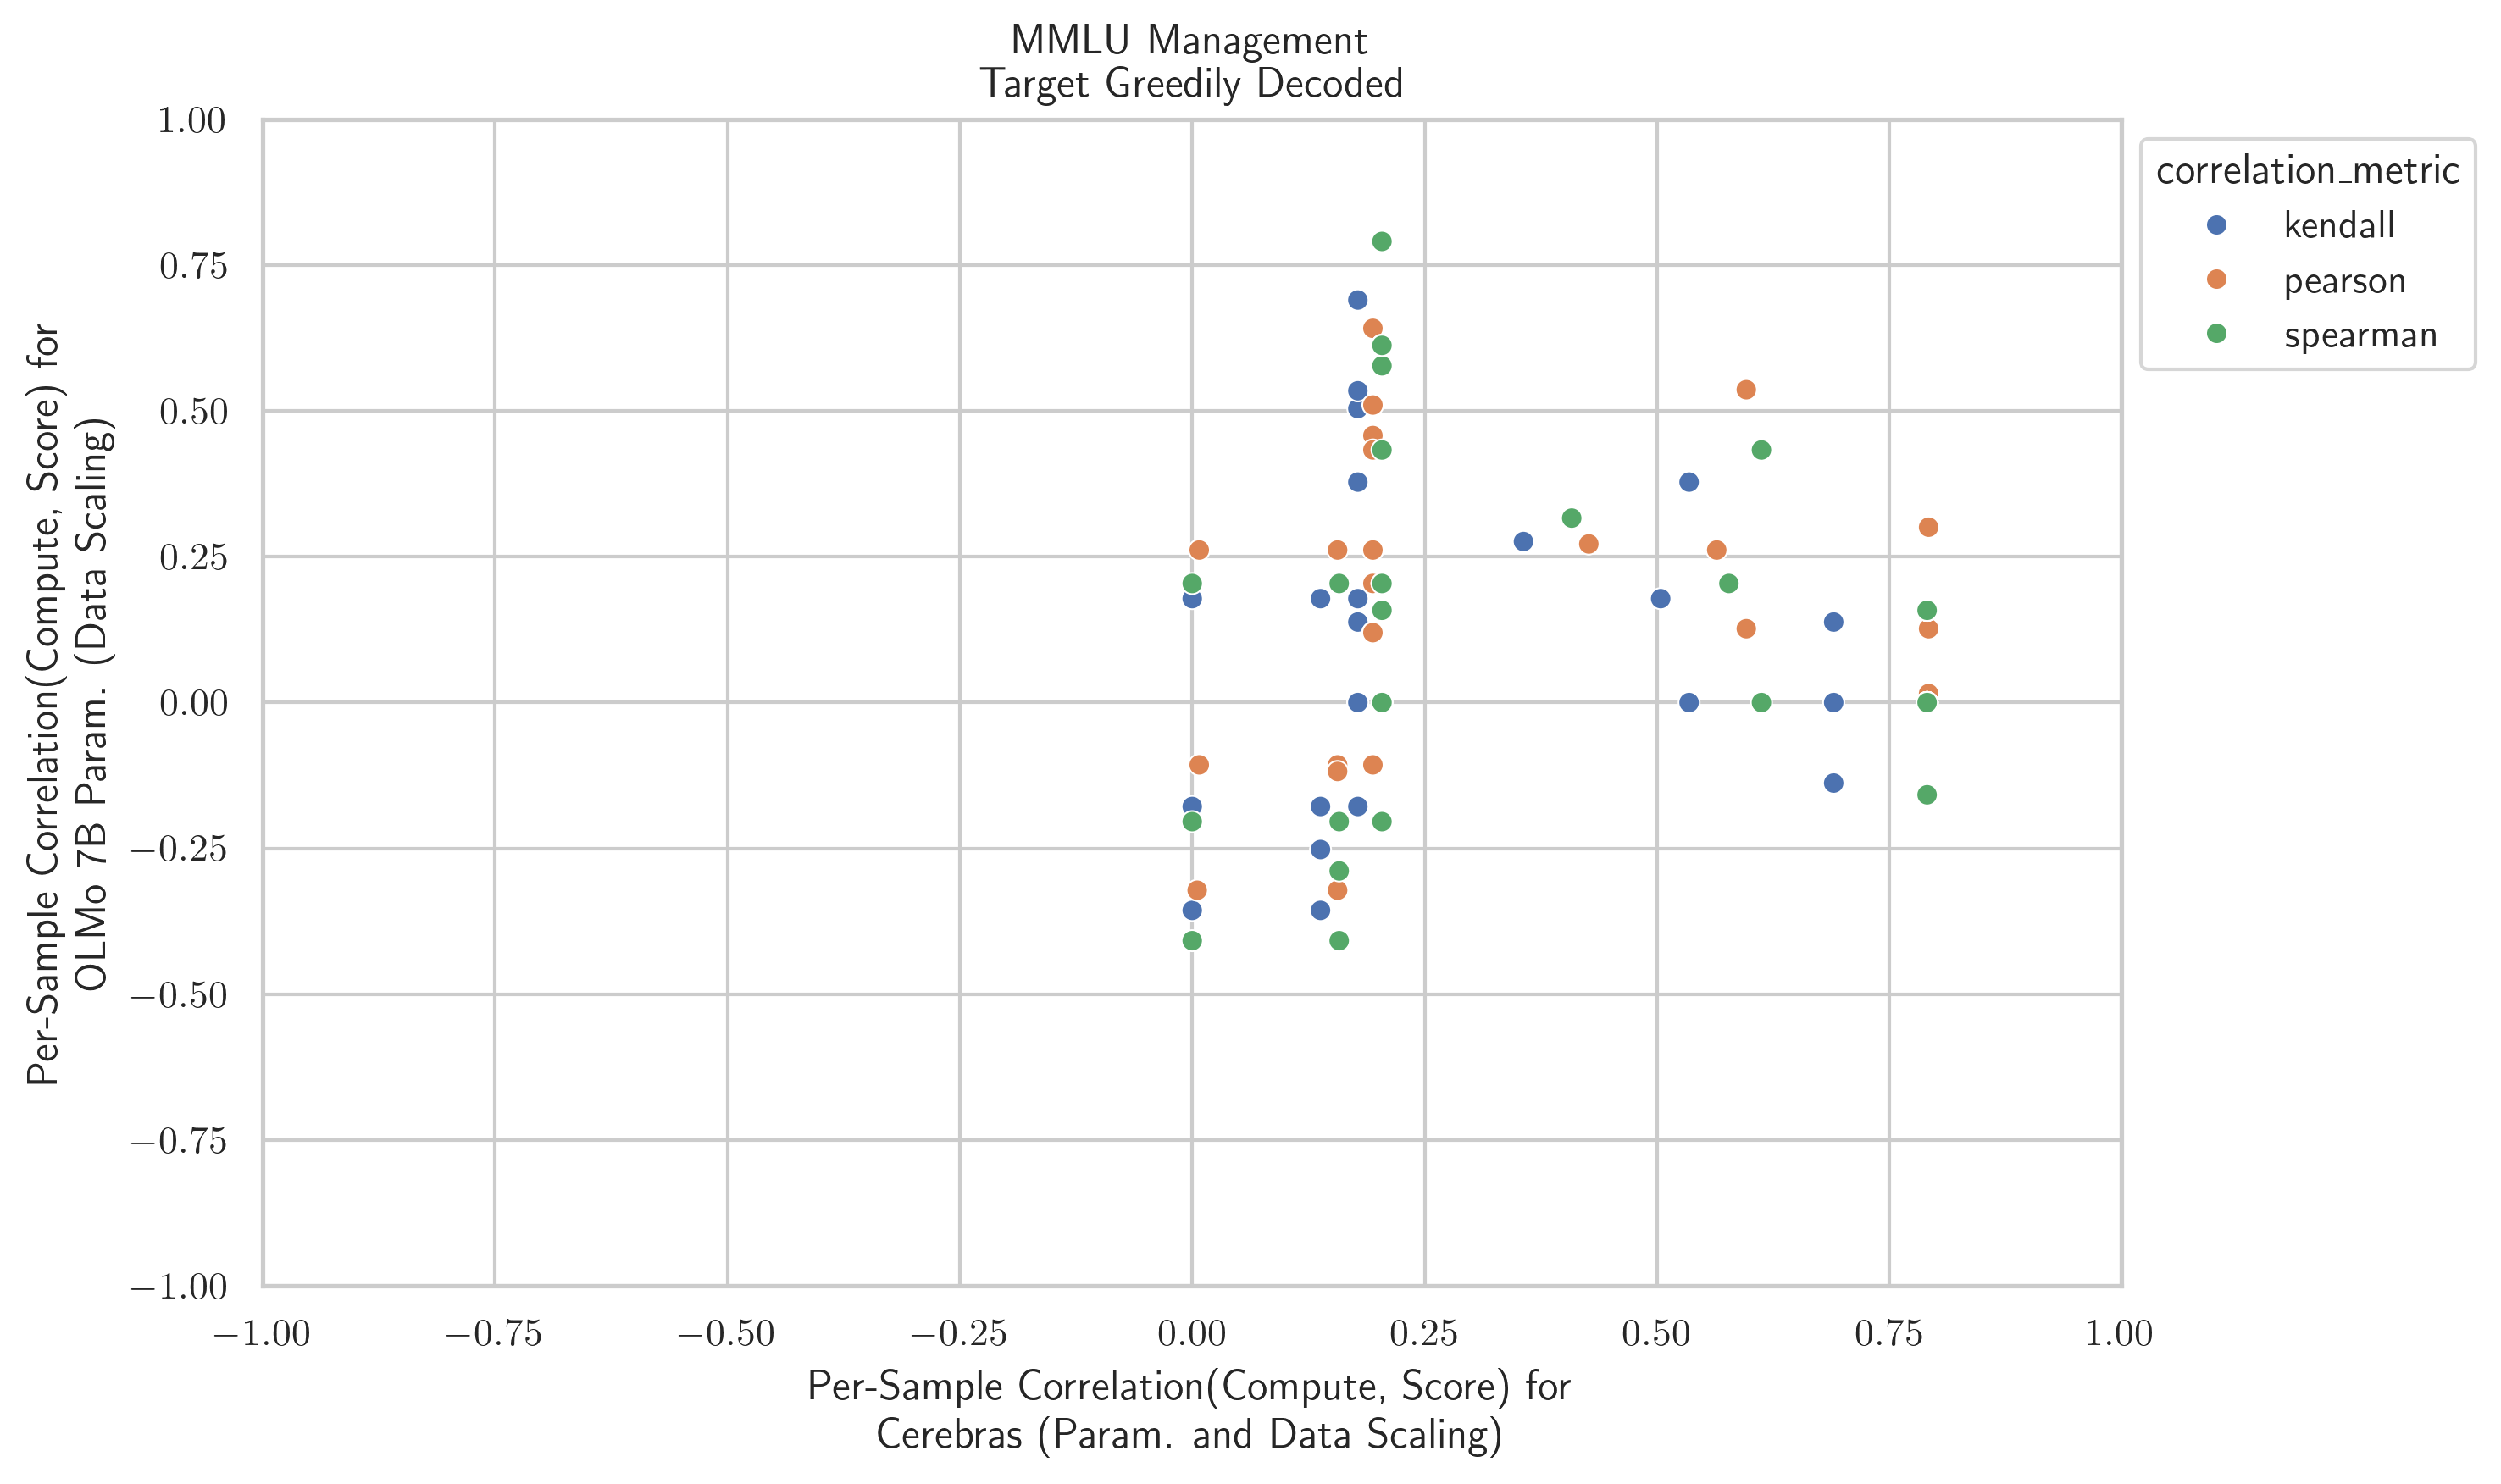 MMLU Management
Target Greedily Decoded
correlation_metric
kendall
pearson
spearman
Per-Sample Correlation(Compute, Score) for
OLMo 7B Param. (Data Scaling)
1.00
0.75
0.50
0.25
0.00
−0.25
−0.50
−0.75
−1.00
−1.00 −0.75 −0.50 −0.25 0.00 0.25 0.50 0.75 1.00
Per-Sample Correlation(Compute, Score) for
Cerebras (Param. and Data Scaling)